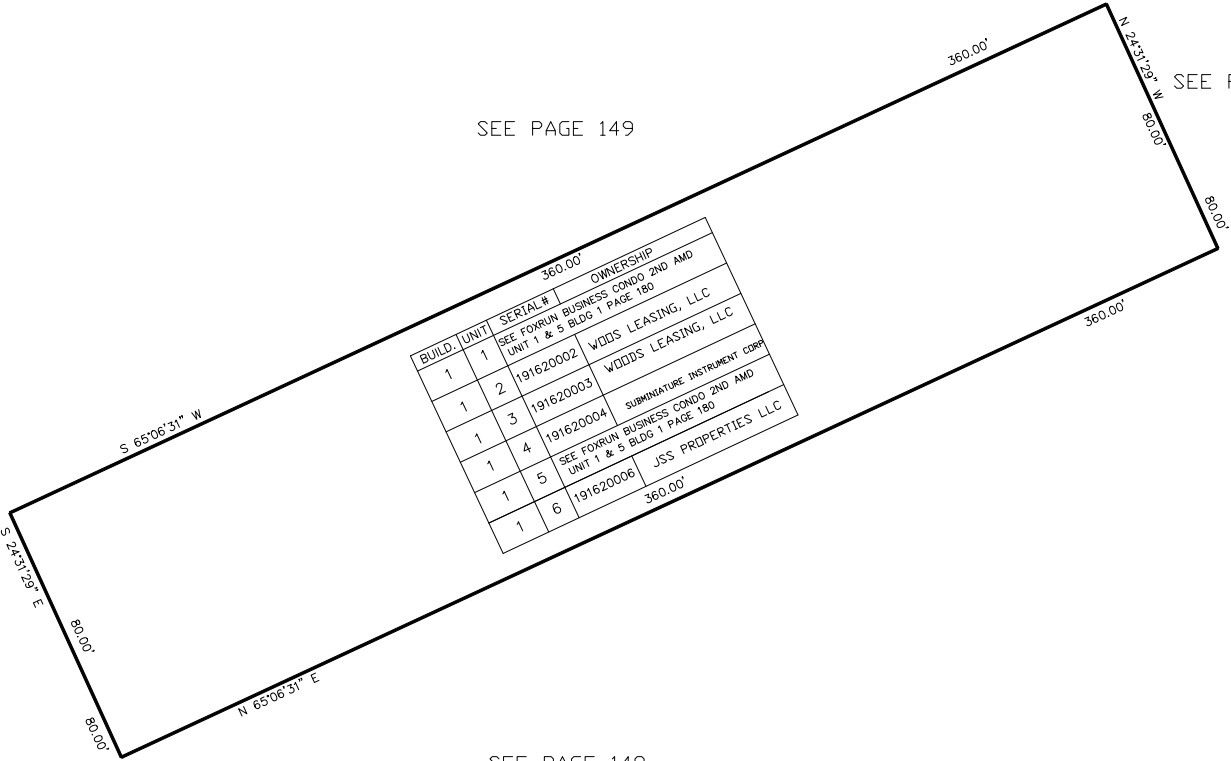 360.00'
N 24°31'29" W
SEE
80.00'
SEE PAGE 149
80.00'
360.00'
360.00'
BUILD. UNIT SERIAL# OWNERSHIP
1 1 SEE FOXRUN BUSINESS CONDO 2ND AMD
UNIT 1 & 5 BLDG 1 PAGE 180
1 2 191620002 WOODS LEASING, LLC
1 3 191620003 WOODS LEASING, LLC
1 4 191620004 SUBMINIATURE INSTRUMENT CORP
1 5 SEE FOXRUN BUSINESS CONDO 2ND AMD
UNIT 1 & 5 BLDG 1 PAGE 180
1 6 191620006 JSS PROPERTIES LLC
S 65°06'31" W
360.00'
S 24°31'29" E
80.00'
N 65°06'31" E
80.00'
SEE PAGE 149